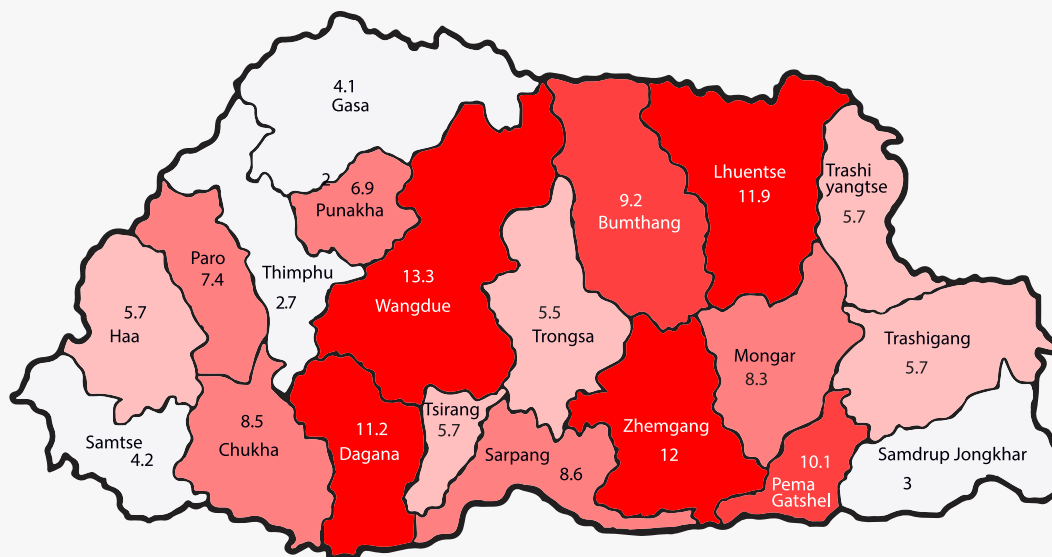 4.1
Gasa
2
6.9
Punakha
Lhuentse
11.9
Trashi
yangtse
5.7
9.2
Bumthang
Paro
7.4
Thimphu
2.7
13.3
Wangdue
5.7
Haa
5.5
Trongsa
Mongar
8.3
Trashigang
5.7
Tsirang
5.7
8.5
Chukha
11.2
Dagana
Samtse
4.2
Sarpang
8.6
Zhemgang
12
10.1
Pema
Gatshel
Samdrup Jongkhar
3